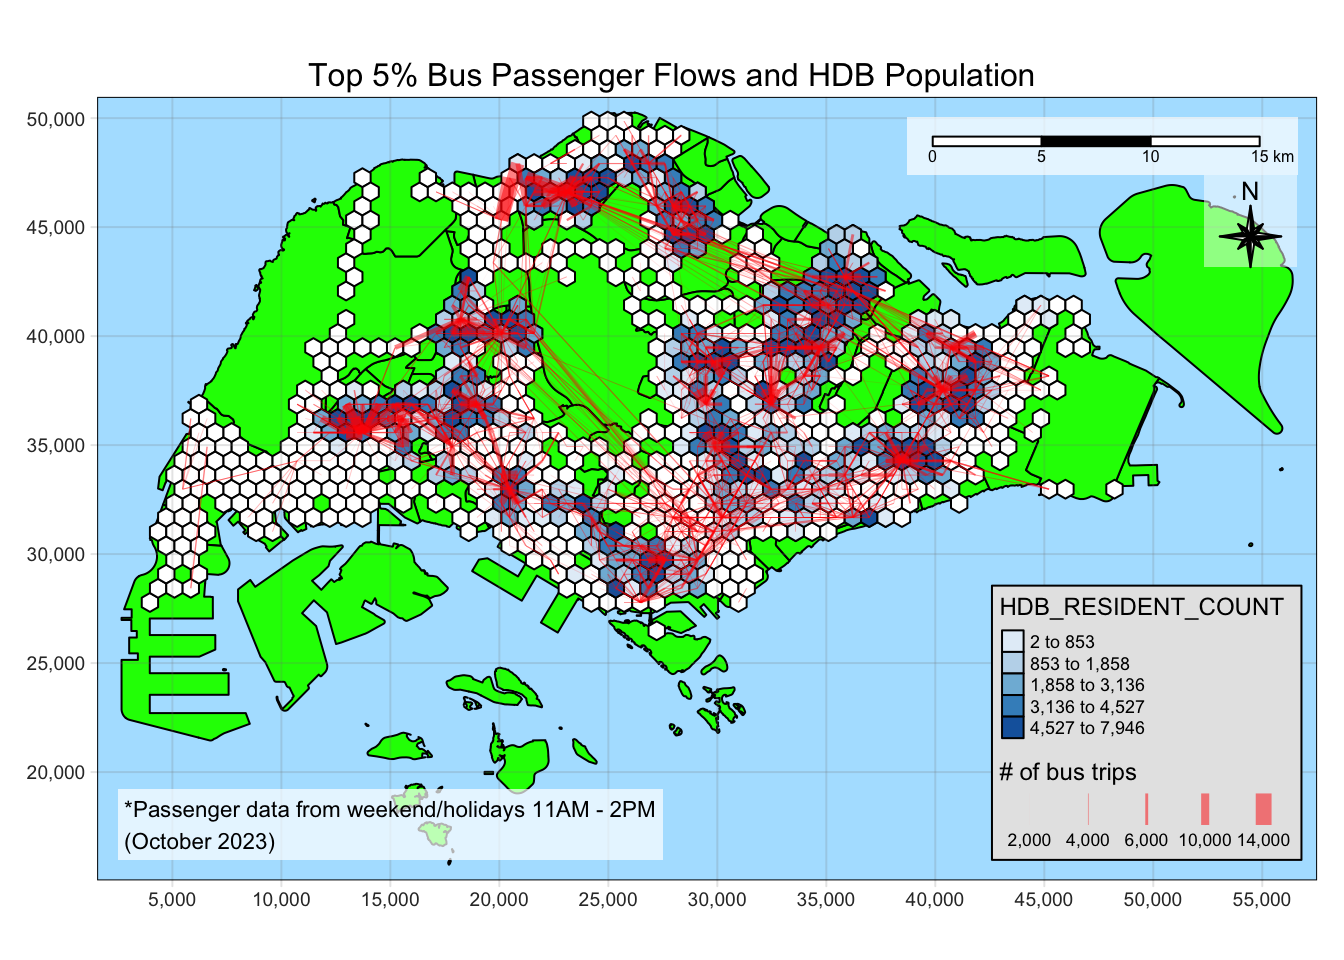 Top 5% Bus Passenger Flows and HDB Population
50,000
45,000
40,000
35,000
30,000
25,000
20,000
0 5 10 15 km
N
HDB_RESIDENT_COUNT
2 to 853
853 to 1,858
1,858 to 3,136
3,136 to 4,527
4,527 to 7,946
# of bus trips
2,000 4,000 6,000 10,000 14,000
*Passenger data from weekend/holidays 11AM - 2PM
(October 2023)
5,000 10,000 15,000 20,000 25,000 30,000 35,000 40,000 45,000 50,000 55,000